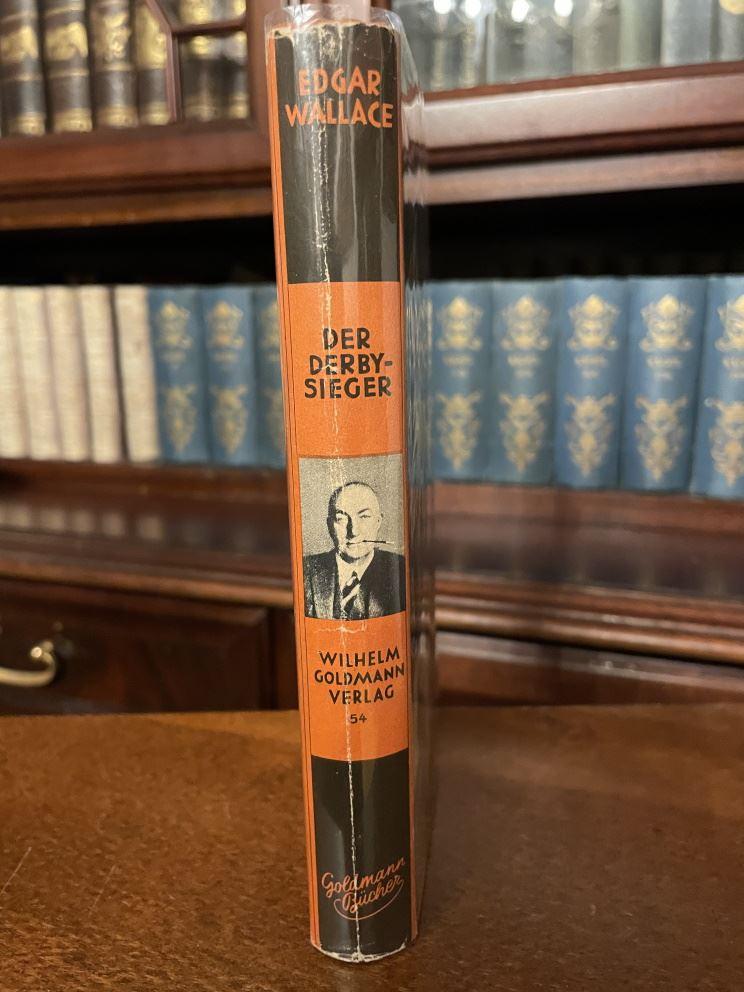 EDGAR
WALLACE
DER
DERBY-
SIEGER
WILHELM
GOLDMANN
VERLAG
54
Goldmann
Bücher